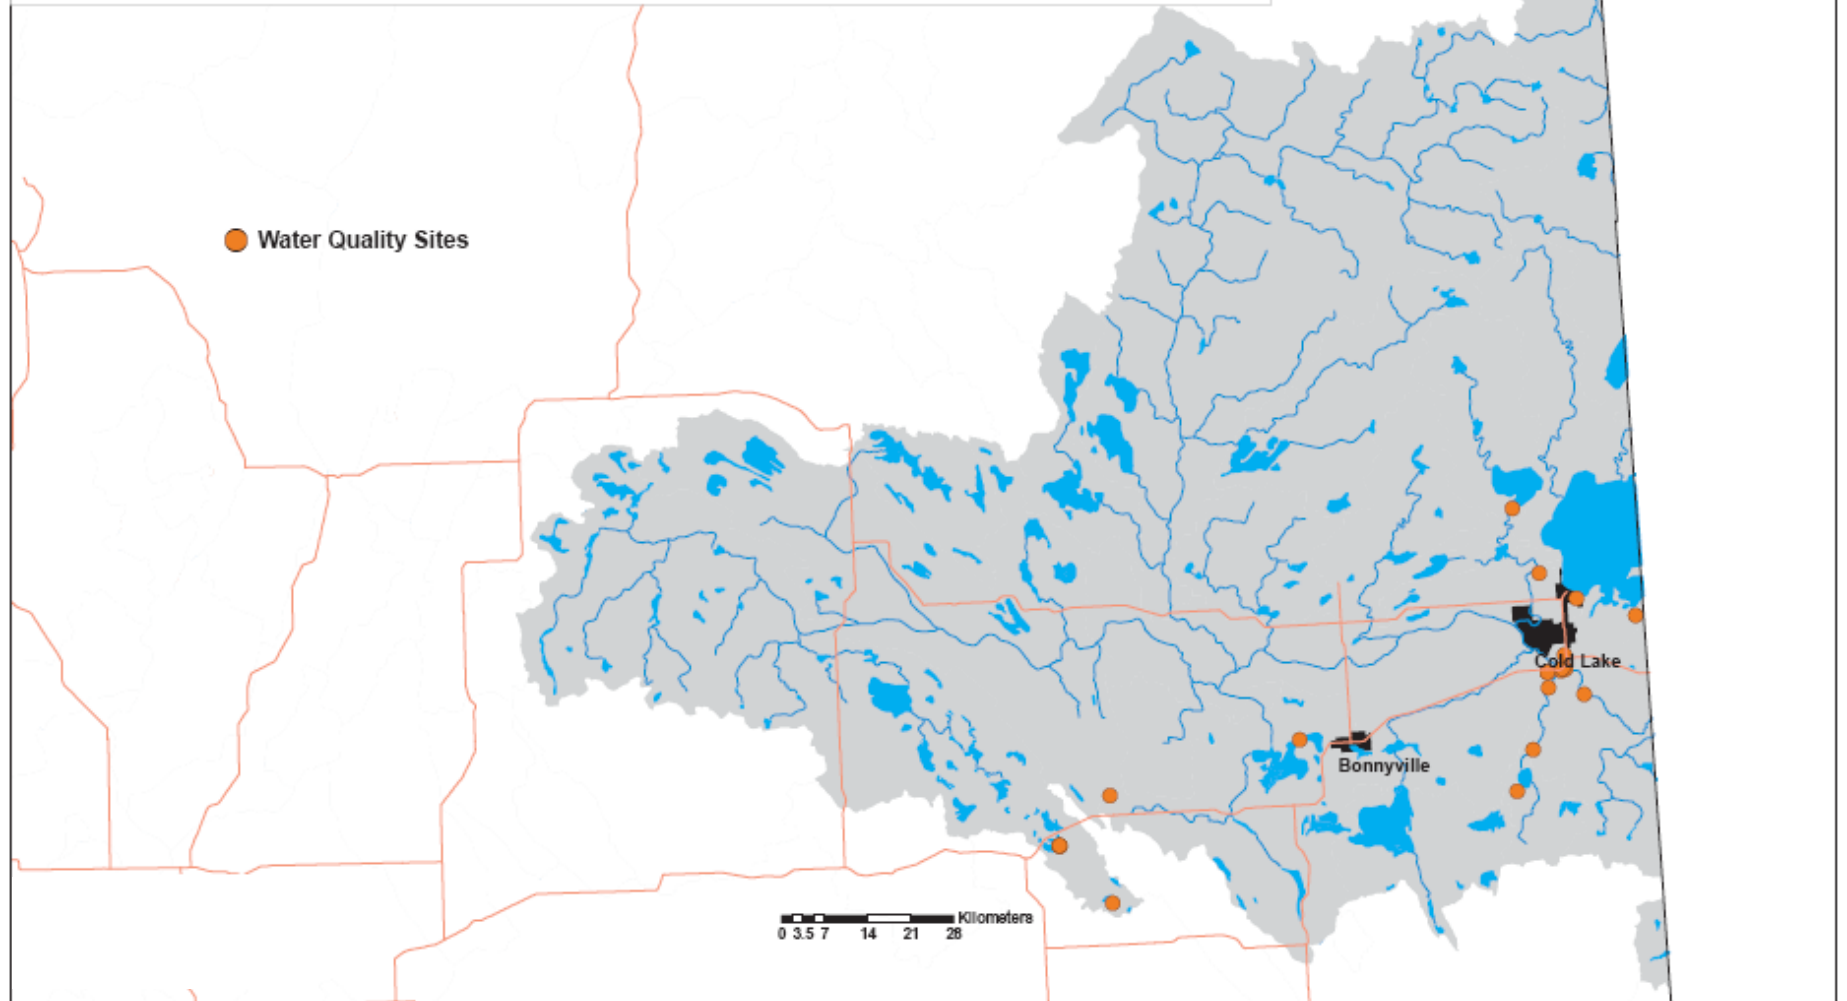 Water Quality Sites
Cold Lake
Bonnyville
Kilometers
0 3.5 7 14 21 28